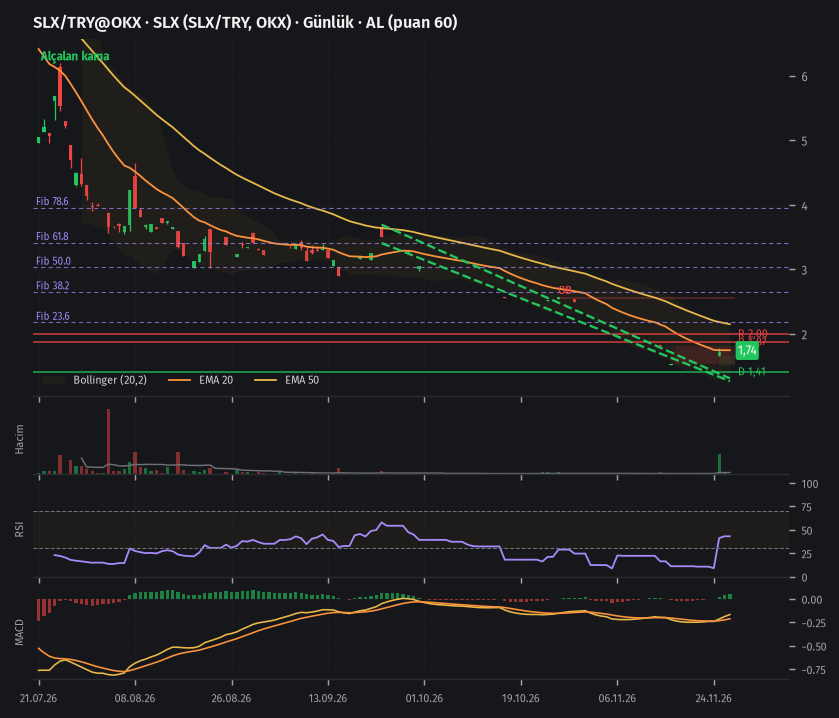 SLX/TRY@OKX · SLX (SLX/TRY, OKX) · Günlük · AL (puan 60)
Alçalan kama
6
5
4
3
2
Fib 78.6
Fib 61.8
Fib 50.0
Fib 38.2
Fib 23.6
OB
1,74
D 1,41
Bollinger (20,2)
EMA 20
EMA 50
Hacim
RSI
100
75
50
25
0
MACD
0.00
−0.25
−0.50
−0.75
21.07.26
08.08.26
26.08.26
13.09.26
01.10.26
19.10.26
06.11.26
24.11.26